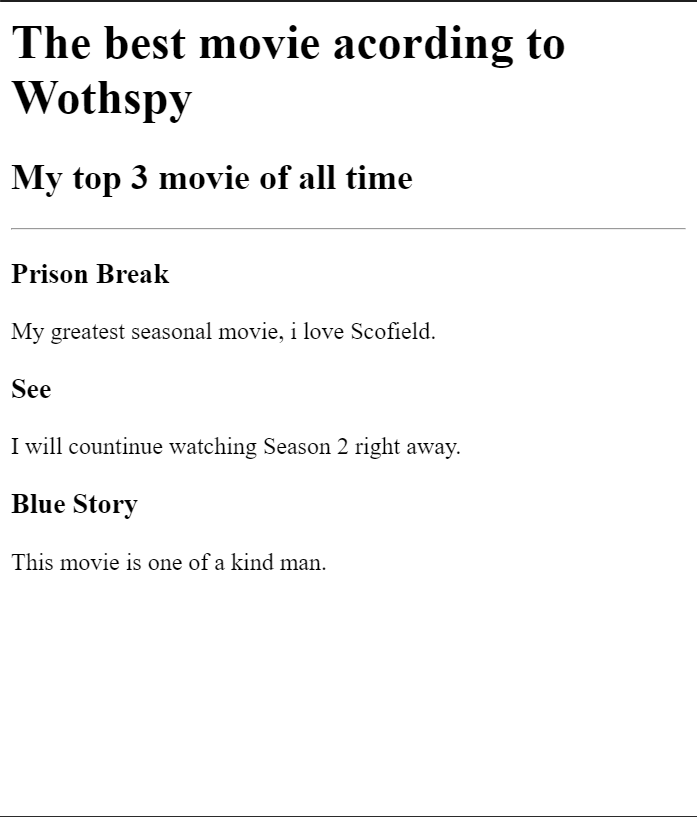 The best movie acording to
Wothspy
My top 3 movie of all time
Prison Break
My greatest seasonal movie, i love Scofield.
See
I will countinue watching Season 2 right away.
Blue Story
This movie is one of a kind man.